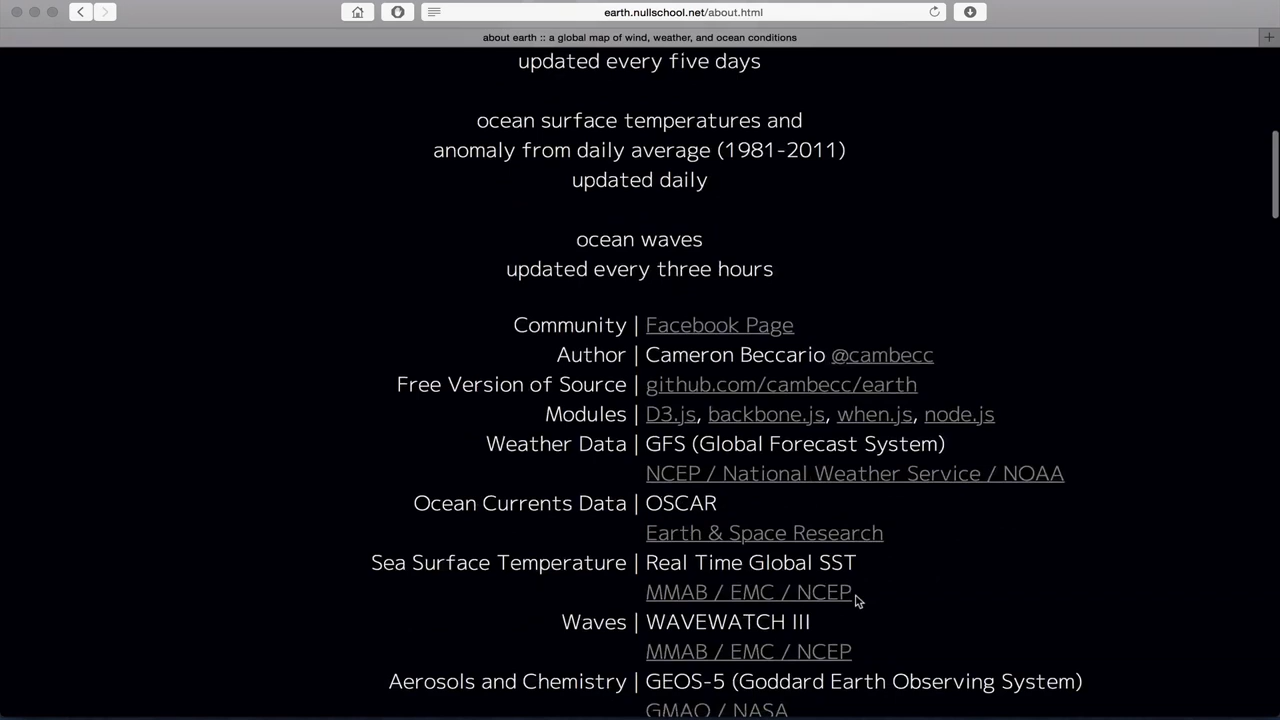 earth.nullschool.net/about.html
about earth :: a global map of wind, weather, and ocean conditions
updated every five days
ocean surface temperatures and
anomaly from daily average (1981-2011)
updated daily
ocean waves
updated every three hours
Community | Facebook Page
Author | Cameron Beccario @cambecc
Free Version of Source | github.com/cambecc/earth
Modules | D3.js, backbone.js, when.js, node.js
Weather Data | GFS (Global Forecast System)
NCEP / National Weather Service / NOAA
Ocean Currents Data | OSCAR
Earth & Space Research
Sea Surface Temperature | Real Time Global SST
MMAB / EMC / NCEP
Waves | WAVEWATCH III
MMAB / EMC / NCEP
Aerosols and Chemistry | GEOS-5 (Goddard Earth Observing System)
GMAO / NASA